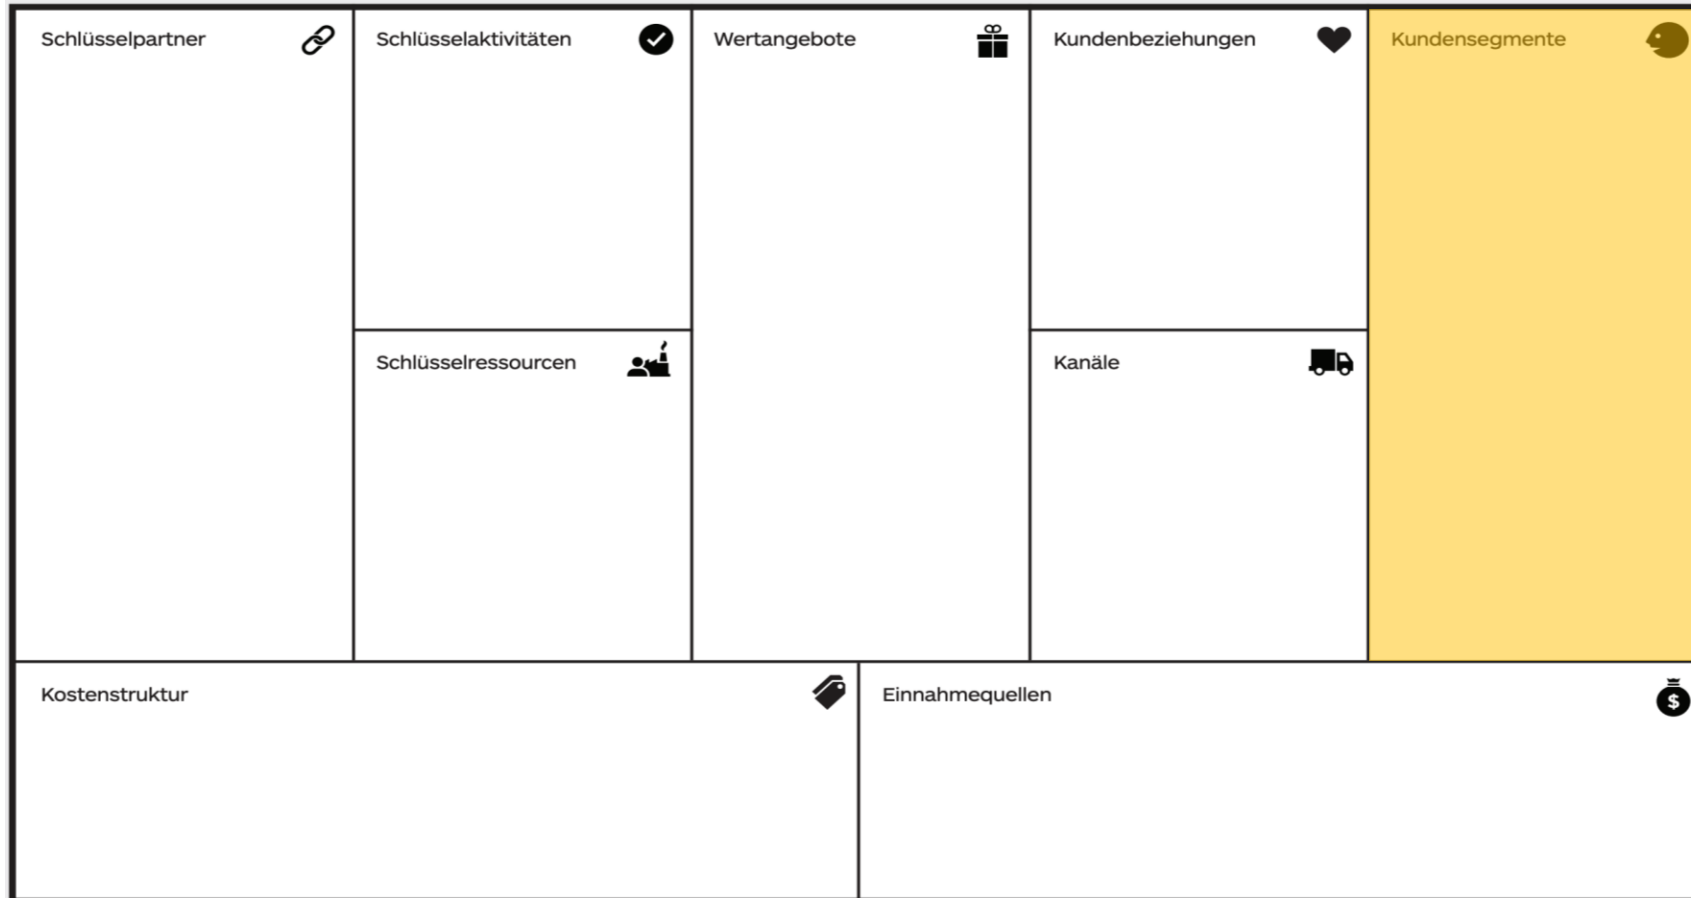 Schlüsselpartner
Schlüsselaktivitäten
Wertangebote
Kundenbeziehungen
Kundensegmente
Schlüsselressourcen
Kanäle
Kostenstruktur
Einnahmequellen
$